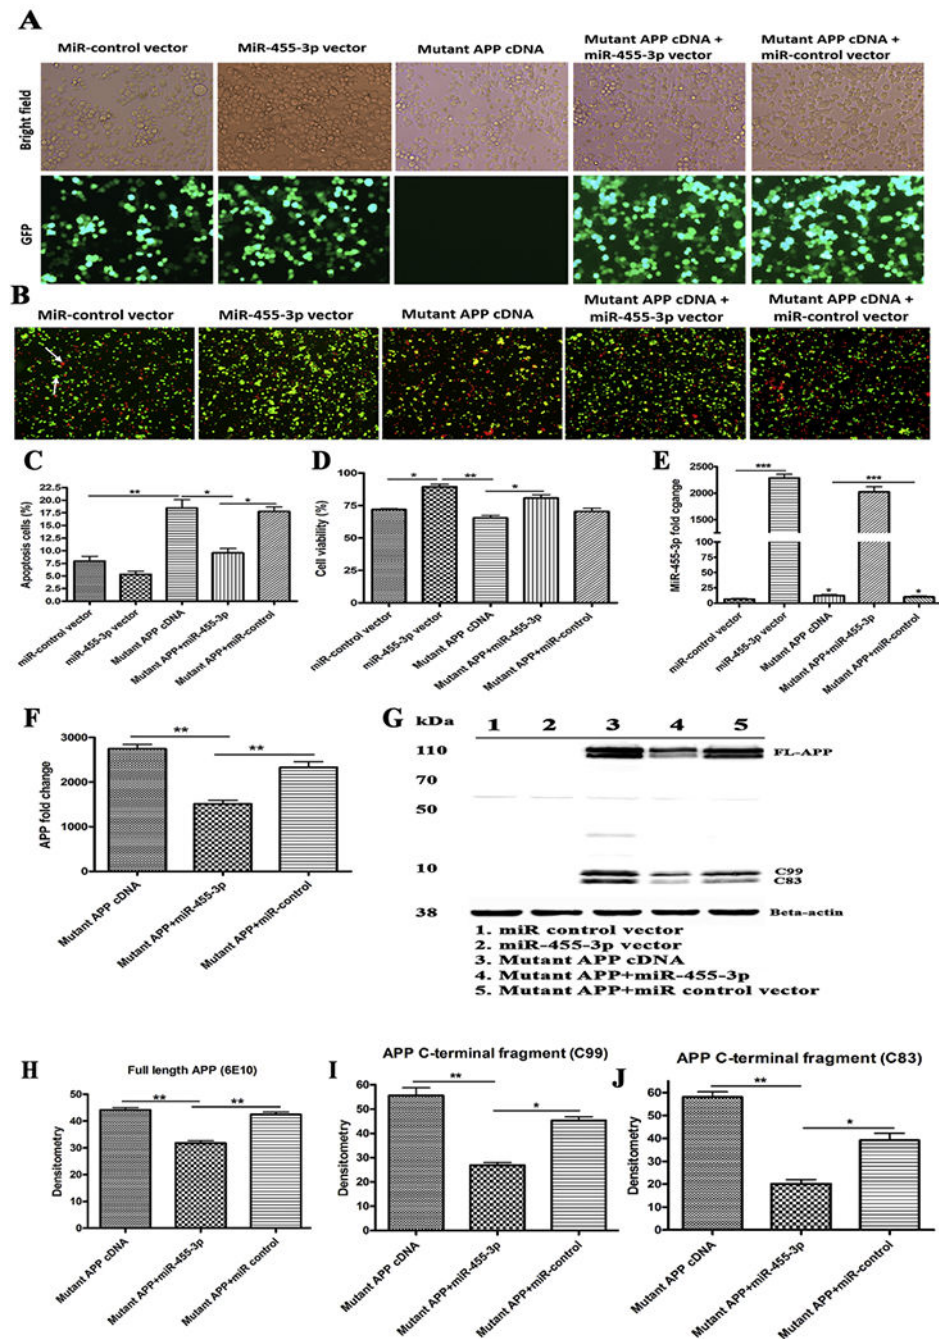 A
MiR-control vector
MiR-455-3p vector
Mutant APP cDNA
Mutant APP cDNA +
miR-455-3p vector
Mutant APP cDNA +
miR-control vector
Bright field
GFP
B
MiR-control vector
MiR-455-3p vector
Mutant APP cDNA
Mutant APP cDNA +
miR-455-3p vector
Mutant APP cDNA +
miR-control vector
C
Apoptosis cells (%)
22.5
20.0
17.5
15.0
12.5
10.0
7.5
5.0
2.5
0.0
**
*
*
miR-control vector
miR-455-3p vector
Mutant APP cDNA
Mutant APP+miR-455-3p
Mutant APP+miR-control
D
Cell viability (%)
100
75
50
25
0
*
**
*
miR-control vector
miR-455-3p vector
Mutant APP cDNA
Mutant APP+miR-455-3p
Mutant APP+miR-control
E
MiR-455-3p fold cgange
2500
2250
2000
1750
1500
100
75
50
25
0
***
***
*
*
miR-control vector
miR-455-3p vector
Mutant APP cDNA
Mutant APP+miR-455-3p
Mutant APP+miR-control
F
APP fold change
3000
2000
1000
0
**
**
Mutant APP cDNA
Mutant APP+miR-455-3p
Mutant APP+miR-control
G
kDa
1 2 3 4 5
110
FL-APP
70
50
10
C99
C83
38
Beta-actin
1. miR control vector
2. miR-455-3p vector
3. Mutant APP cDNA
4. Mutant APP+miR-455-3p
5. Mutant APP+miR control vector
H
Full length APP (6E10)
Densitometry
50
40
30
20
10
0
**
**
Mutant APP cDNA
Mutant APP+miR-455-3p
Mutant APP+miR control
I
APP C-terminal fragment (C99)
Densitometry
60
50
40
30
20
10
0
**
*
Mutant APP cDNA
Mutant APP+miR-455-3p
Mutant APP+miR-control
J
APP C-terminal fragment (C83)
Densitometry
60
50
40
30
20
10
0
**
*
Mutant APP cDNA
Mutant APP+miR-455-3p
Mutant APP+miR-control